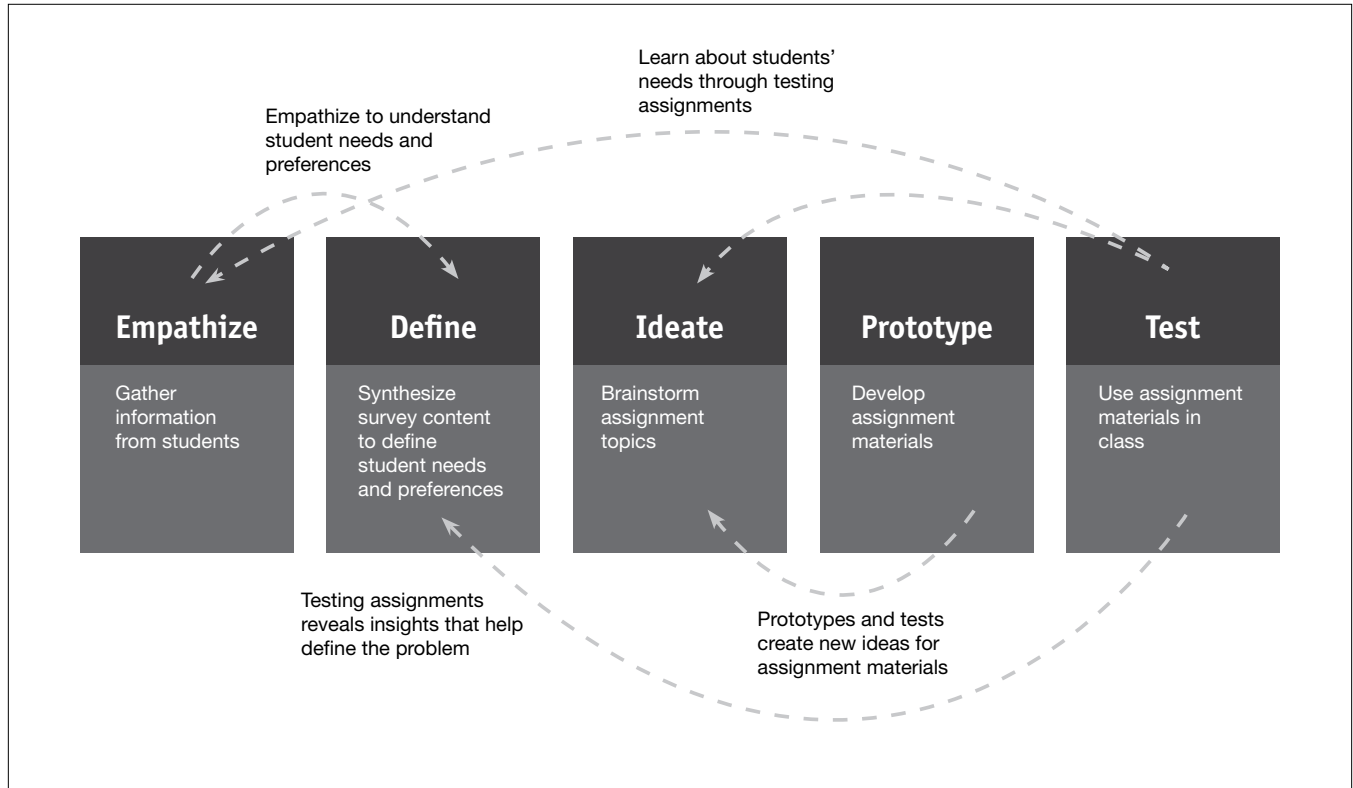 Learn about students’
needs through testing
assignments
Empathize to understand
student needs and
preferences
Empathize
Gather
information
from students
Define
Synthesize
survey content
to define
student needs
and preferences
Ideate
Brainstorm
assignment
topics
Prototype
Develop
assignment
materials
Test
Use assignment
materials in
class
Testing assignments
reveals insights that help
define the problem
Prototypes and tests
create new ideas for
assignment materials